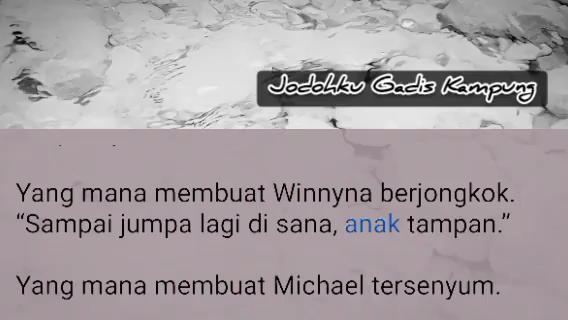 Jodohku Gadis Kampung
Yang mana membuat Winnyna berjongkok.
“Sampai jumpa lagi di sana, anak tampan.”
Yang mana membuat Michael tersenyum.